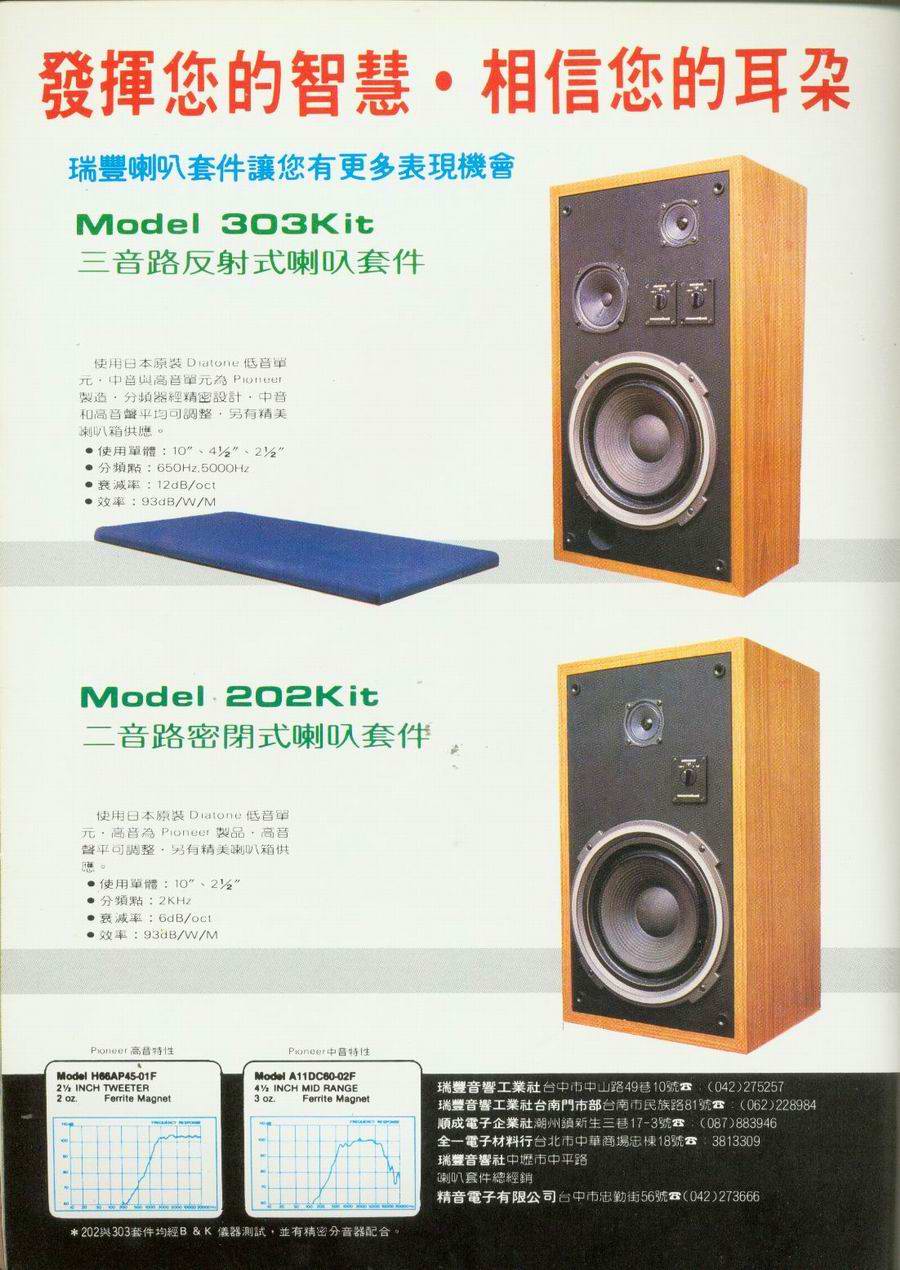 發揮您的智慧・相信您的耳朶
瑞豐喇叭套件讓您有更多表現機會
Model 303Kit
三音路反射式喇叭套件
使用日本原裝 Diatone 低音單
元・中音與高音單元為 Pioneer
製造・分頻器經精密設計・中音
和高音聲平均可調整・另有精美
喇叭箱供應。
●使用單體：10"、4½"、2½"
●分頻點：650Hz.5000Hz
●衰減率：12dB/oct
●效率：93dB/W/M
Model 202Kit
二音路密閉式喇叭套件
使用日本原裝 Diatone 低音單
元・高音為 Pioneer 製品・高音
聲平可調整・另有精美喇叭箱供
應。
●使用單體：10"、2½"
●分頻點：2KHz
●衰減率：6dB/oct
●效率：93dB/W/M
Pioneer 高音特性
Model H66AP45-01F
2½ INCH TWEETER
2 oz. Ferrite Magnet
FREQUENCY RESPONSE
Pioneer 中音特性
Model A11DC60-02F
4½ INCH MID RANGE
3 oz. Ferrite Magnet
FREQUENCY RESPONSE
＊202與303套件均經B & K 儀器測試，並有精密分音器配合。
瑞豐音響工業社台中市中山路49巷10號☎：(042)275257
瑞豐音響工業社台南門市部台南市民族路81號☎：(062)228984
順成電子企業社潮州鎮新生三巷17-3號☎：(087)883946
全一電子材料行台北市中華商場忠棟18號☎：3813309
瑞豐音響社中壢市中平路
喇叭套件總經銷
精音電子有限公司台中市忠勤街56號☎(042)273666